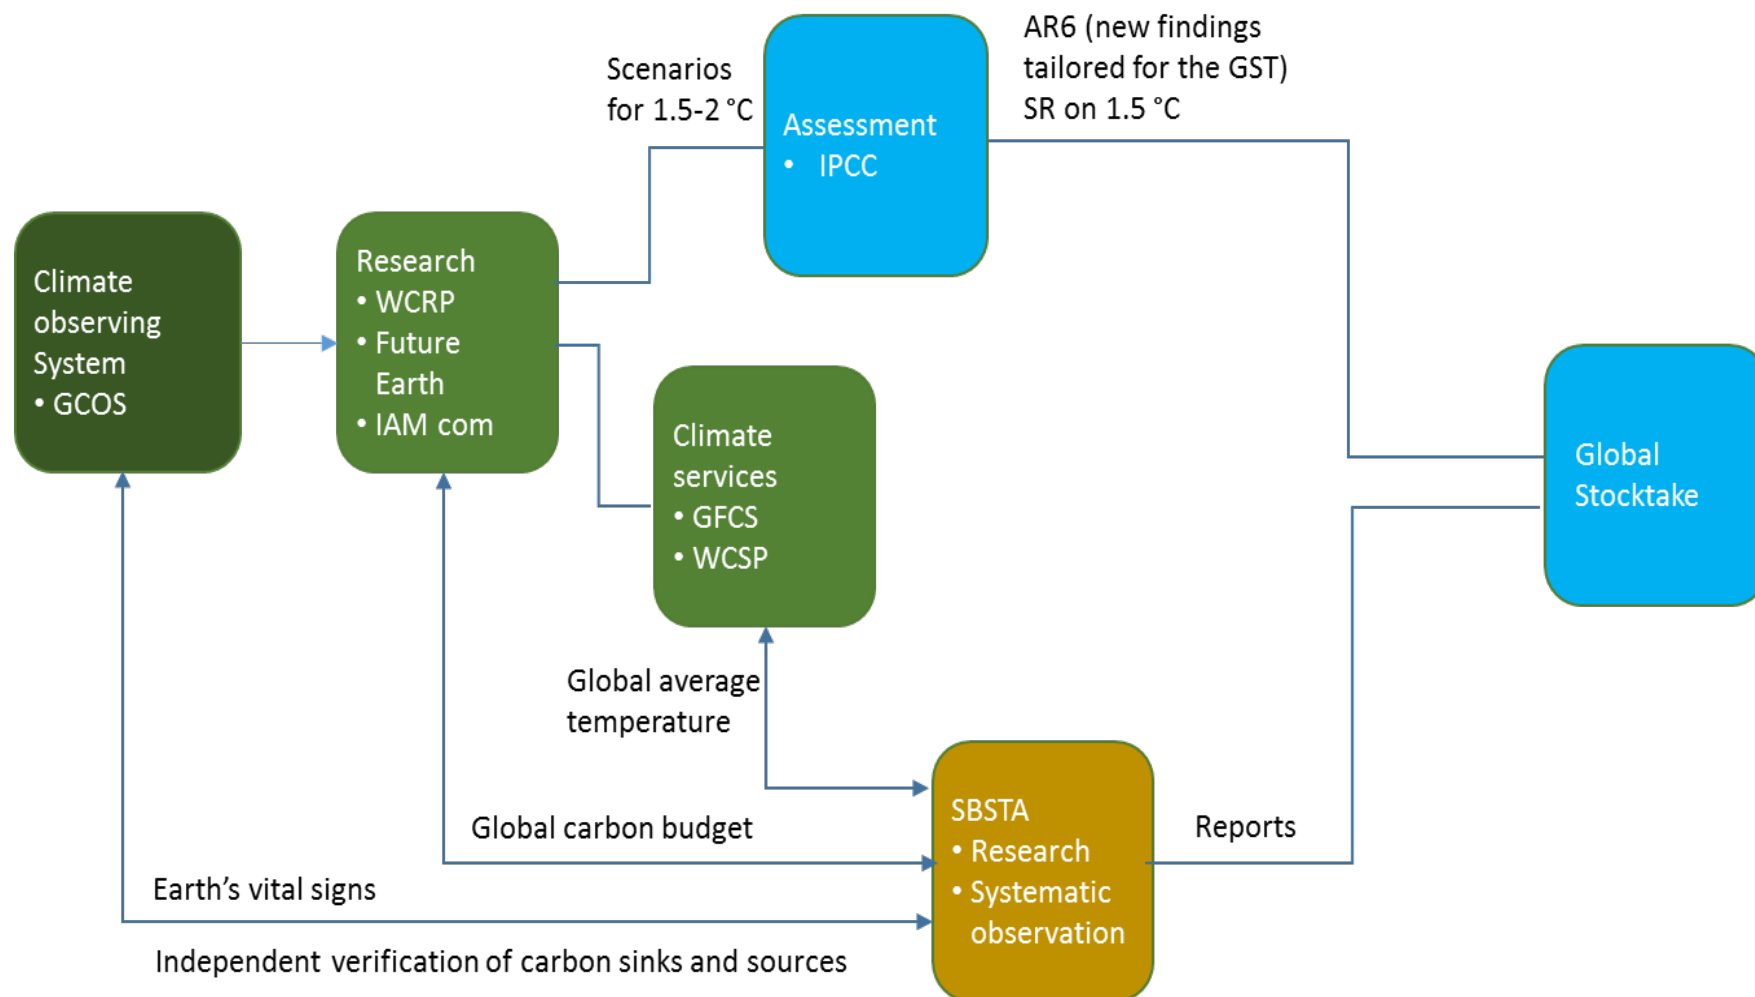 Scenarios
for 1.5-2 °C
Assessment
• IPCC
AR6 (new findings
tailored for the GST)
SR on 1.5 °C
Climate
observing
System
• GCOS
Research
• WCRP
• Future
Earth
• IAM com
Climate
services
• GFCS
• WCSP
Global
Stocktake
Global average
temperature
Global carbon budget
Earth’s vital signs
Independent verification of carbon sinks and sources
SBSTA
• Research
• Systematic
observation
Reports